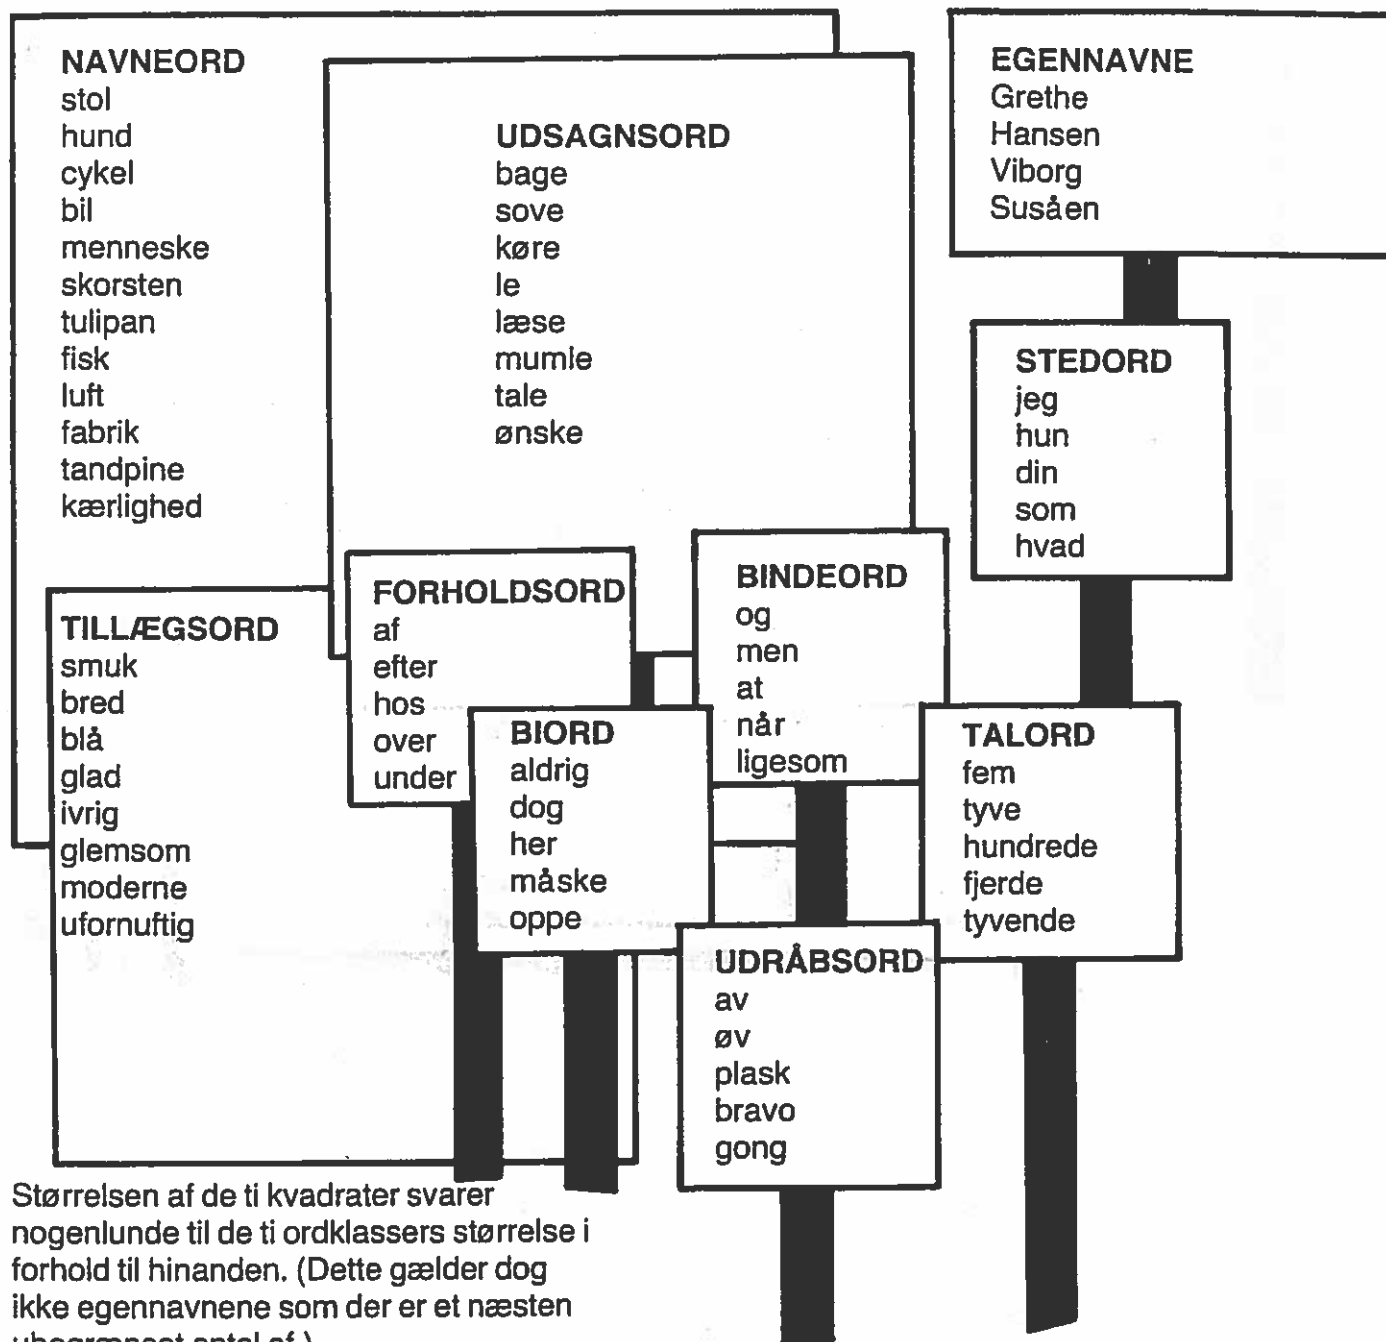 NAVNEORD
stol
hund
cykel
bil
menneske
skorsten
tulipan
fisk
luft
fabrik
tandpine
kærlighed
UDSAGNSORD
bage
sove
køre
le
læse
mumle
tale
ønske
EGENNAVNE
Grethe
Hansen
Viborg
Susåen
STEDORD
jeg
hun
din
som
hvad
TILLÆGSORD
smuk
bred
blå
glad
ivrig
glemsom
moderne
ufornuftig
FORHOLDSORD
af
efter
hos
over
under
BIORD
aldrig
dog
her
måske
oppe
BINDEORD
og
men
at
når
ligesom
TALORD
fem
tyve
hundrede
fjerde
tyvende
UDRÅBSORD
av
øv
plask
bravo
gong
Størrelsen af de ti kvadrater svarer
nogenlunde til de ti ordklassers størrelse i
forhold til hinanden. (Dette gælder dog
ikke egennavnene som der er et næsten
antal af.)